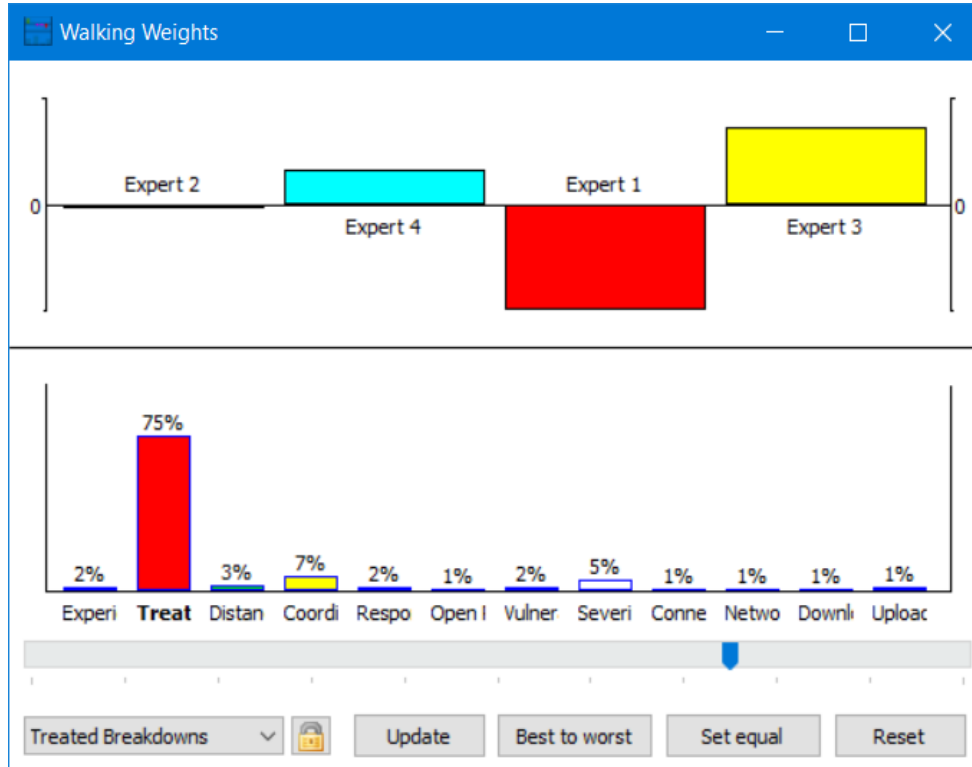 Walking Weights
Expert 2 Expert 1
0 0
Expert 4 Expert 3
75%
2% 3% 7% 2% 1% 2% 5% 1% 1% 1% 1%
Experi Treat Distan Coordi Respo Open Vulner Severi Conne Netwo Downl Upload
Treated Breakdowns Update Best to worst Set equal Reset